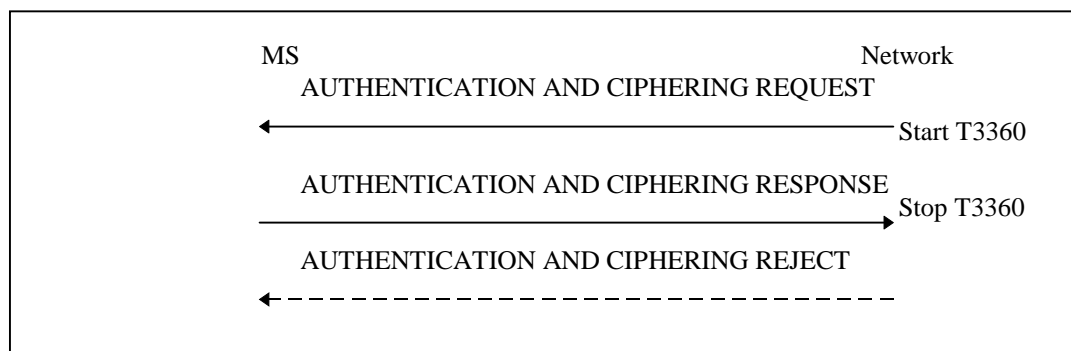 MS Network
AUTHENTICATION AND CIPHERING REQUEST
Start T3360
AUTHENTICATION AND CIPHERING RESPONSE
Stop T3360
AUTHENTICATION AND CIPHERING REJECT